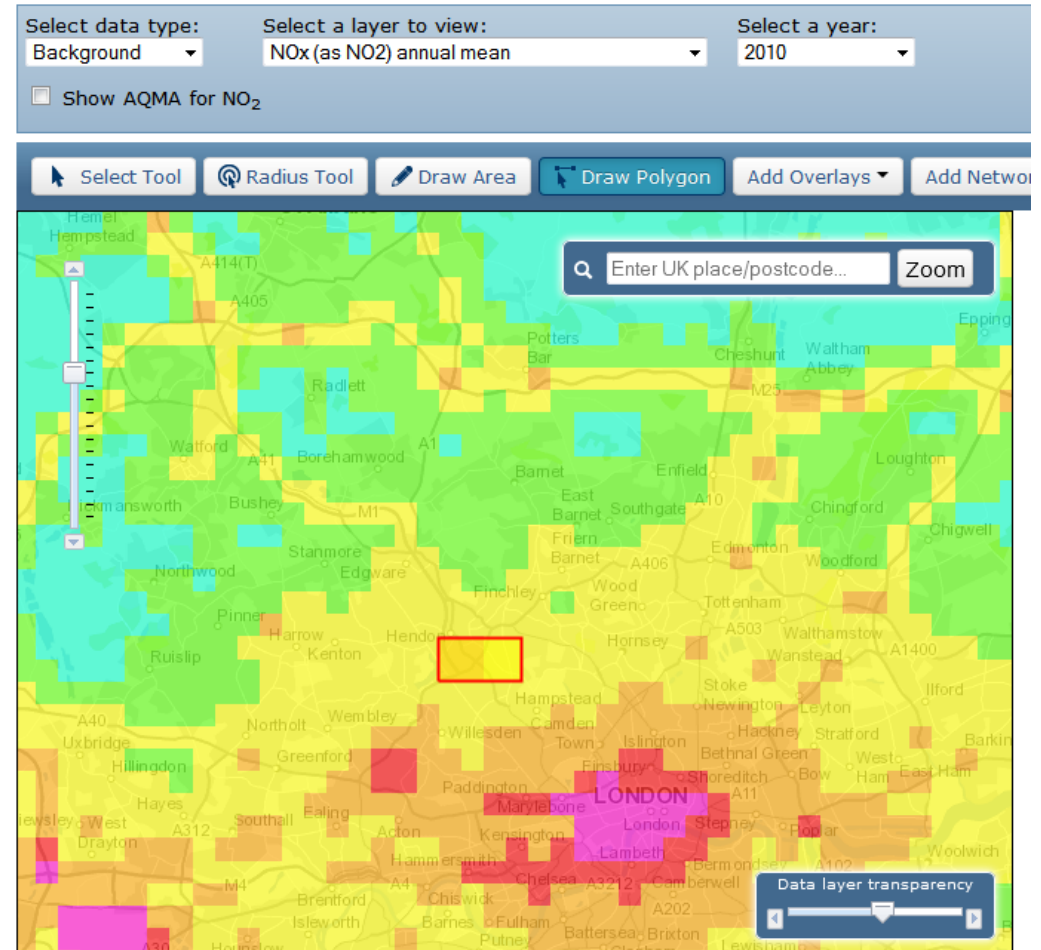 Select data type:
Select a layer to view:
Select a year:
Background
NOx (as NO2) annual mean
2010
Show AQMA for NO2
Select Tool
Radius Tool
Draw Area
Draw Polygon
Add Overlays
Add Networ
Hemel
Hempstead
A414(T)
Enter UK place/postcode...
Zoom
A405
Epping
Potters
Bar
Cheshunt
Waltham
Abbey
Radlett
M25
Watford
A41
Borehamwood
A1
Barnet
Enfield
Loughton
Rickmansworth
Bushey
M1
East
Barnet
Southgate
A10
Chingford
Chigwell
Friern
Barnet
Stanmore
Edgware
A406
Edmonton
Woodford
Northwood
Finchley
Wood
Green
Tottenham
Pinner
Harrow
Kenton
Hendon
Hornsey
A503
Walthamstow
Wanstead
A1400
Ruislip
Hampstead
Stoke
Newington
Leyton
Ilford
A40
Uxbridge
Northolt
Wembley
Willesden
Camden
Town
Islington
Hackney
Stratford
Barkin
Hillingdon
Greenford
Finsbury
Bethnal Green
West
Ham
East Ham
Paddington
Shoreditch
Bow
Hayes
Marylebone
LONDON
A11
iewsley
West
Drayton
A312
Southall
Ealing
Acton
Kensington
London
Stepney
Poplar
Hammersmith
Lambeth
Bermondsey
A102
Woolwich
M4
A4
Chelsea
A3212
Camberwell
Data layer transparency
Brentford
Chiswick
A202
Isleworth
Barnes
Fulham
Battersea
Brixton
A30
Hounslow
Putney
Lewisham